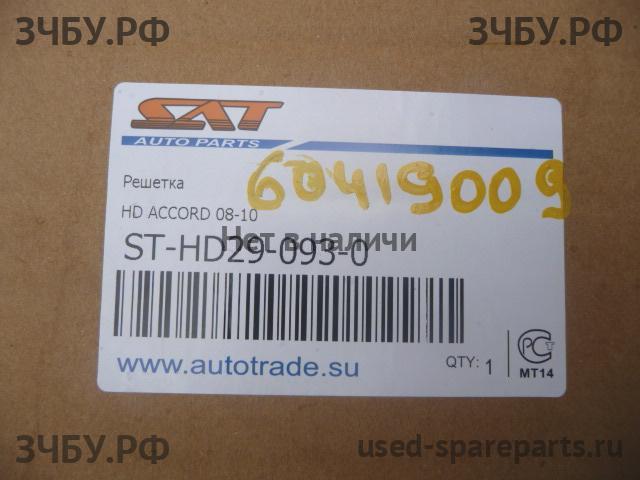 ЗЧБУ.РФ
ЗЧБУ.РФ
SAT
AUTO PARTS
Решетка
60419009
HD ACCORD 08-10
Нет в наличи
ST-HD29-093-0
www.autotrade.su
QTY: 1
РСТ
МТ14
ЗЧБУ.РФ
used-spareparts.ru